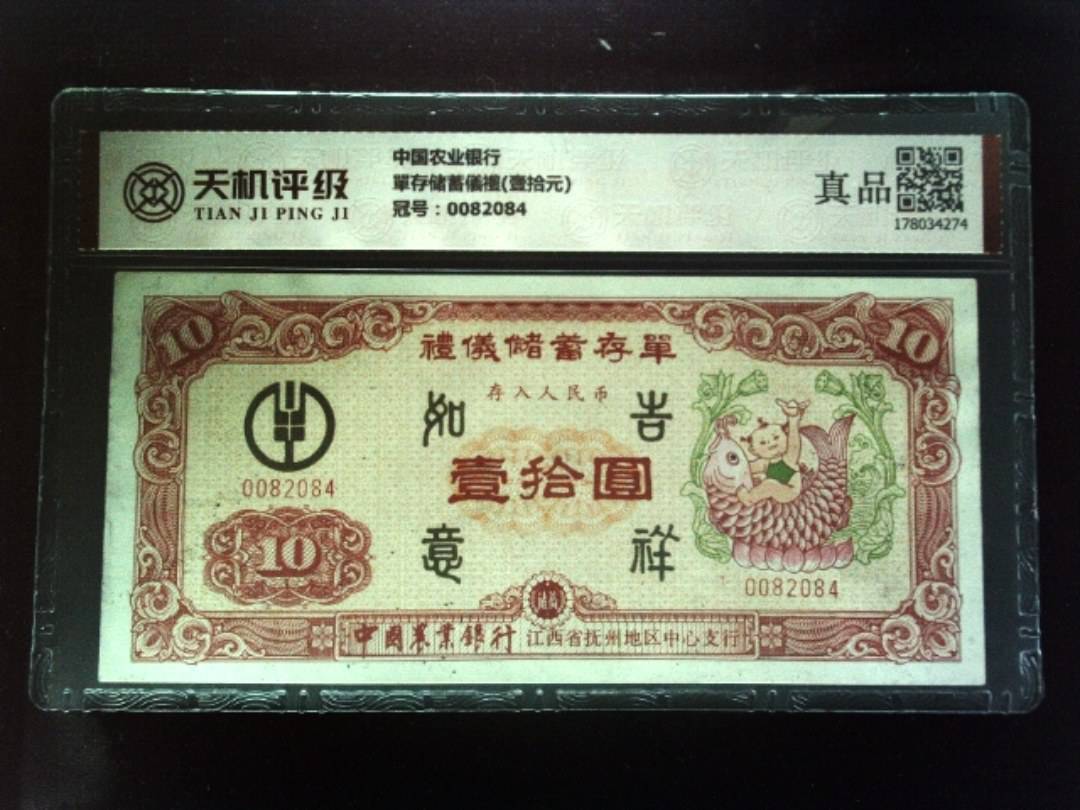 天机评级
TIAN JI PING JI
中国农业银行
單存储蓄儀禮(壹拾元)
冠号：0082084
真品
178034274
10
10
禮儀儲蓄存單
存入人民币
如
吉
壹拾圓
0082084
意
祥
10
0082084
中國農業銀行 江西省抚州地区中心支行